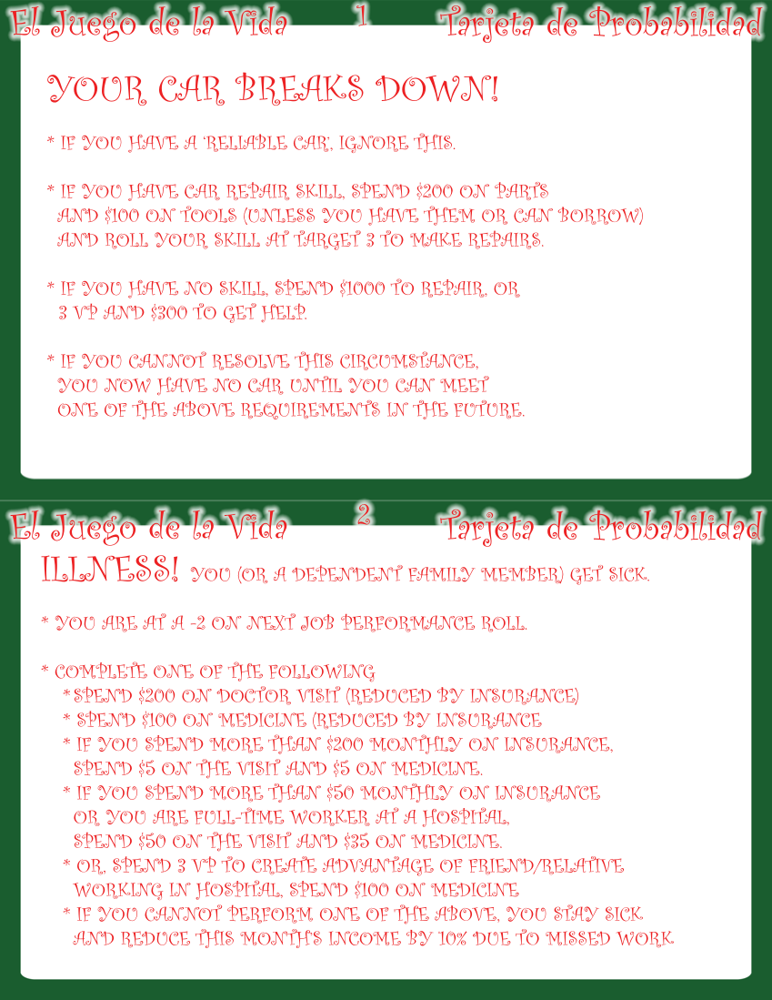 El Juego de la Vida 1 Tarjeta de Probabilidad
YOUR CAR BREAKS DOWN!
* IF YOU HAVE A 'RELIABLE CAR', IGNORE THIS.
* IF YOU HAVE CAR REPAIR SKILL, SPEND $200 ON PARTS
AND $100 ON TOOLS (UNLESS YOU HAVE THEM OR CAN BORROW)
AND ROLL YOUR SKILL AT TARGET 3 TO MAKE REPAIRS.
* IF YOU HAVE NO SKILL, SPEND $1000 TO REPAIR, OR
3 VP AND $300 TO GET HELP.
* IF YOU CANNOT RESOLVE THIS CIRCUMSTANCE,
YOU NOW HAVE NO CAR UNTIL YOU CAN MEET
ONE OF THE ABOVE REQUIREMENTS IN THE FUTURE.
El Juego de la Vida 2 Tarjeta de Probabilidad
ILLNESS! YOU (OR A DEPENDENT FAMILY MEMBER) GET SICK.
* YOU ARE AT A -2 ON NEXT JOB PERFORMANCE ROLL.
* COMPLETE ONE OF THE FOLLOWING
* SPEND $200 ON DOCTOR VISIT (REDUCED BY INSURANCE)
* SPEND $100 ON MEDICINE (REDUCED BY INSURANCE
* IF YOU SPEND MORE THAN $200 MONTHLY ON INSURANCE,
SPEND $5 ON THE VISIT AND $5 ON MEDICINE.
* IF YOU SPEND MORE THAN $50 MONTHLY ON INSURANCE
OR YOU ARE FULL-TIME WORKER AT A HOSPITAL,
SPEND $50 ON THE VISIT AND $35 ON MEDICINE.
* OR, SPEND 3 VP TO CREATE ADVANTAGE OF FRIEND/RELATIVE
WORKING IN HOSPITAL, SPEND $100 ON MEDICINE
* IF YOU CANNOT PERFORM ONE OF THE ABOVE, YOU STAY SICK
AND REDUCE THIS MONTH'S INCOME BY 10% DUE TO MISSED WORK